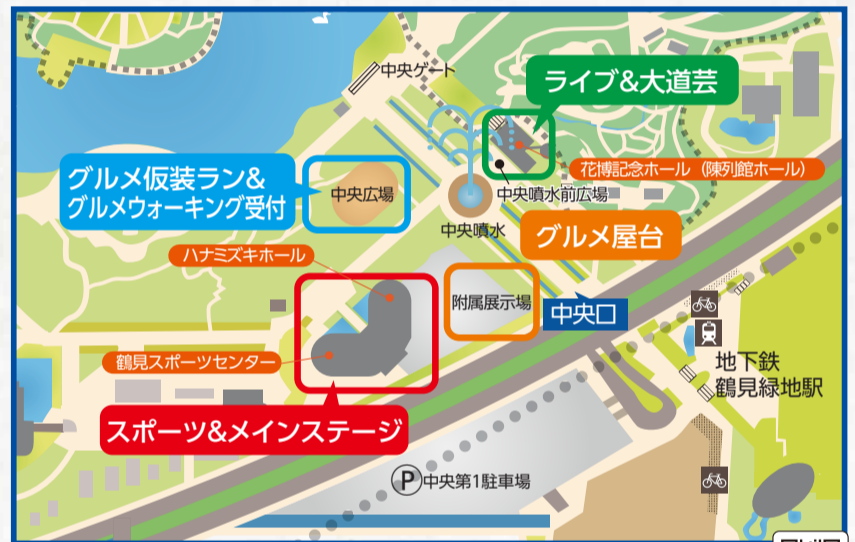 中央ゲート
ライブ&大道芸
花博記念ホール（陳列館ホール）
グルメ仮装ラン&
グルメウォーキング受付
中央広場
中央噴水前広場
中央噴水
グルメ屋台
ハナミズキホール
附属展示場
中央口
地下鉄
鶴見緑地駅
鶴見スポーツセンター
スポーツ&メインステージ
P中央第1駐車場